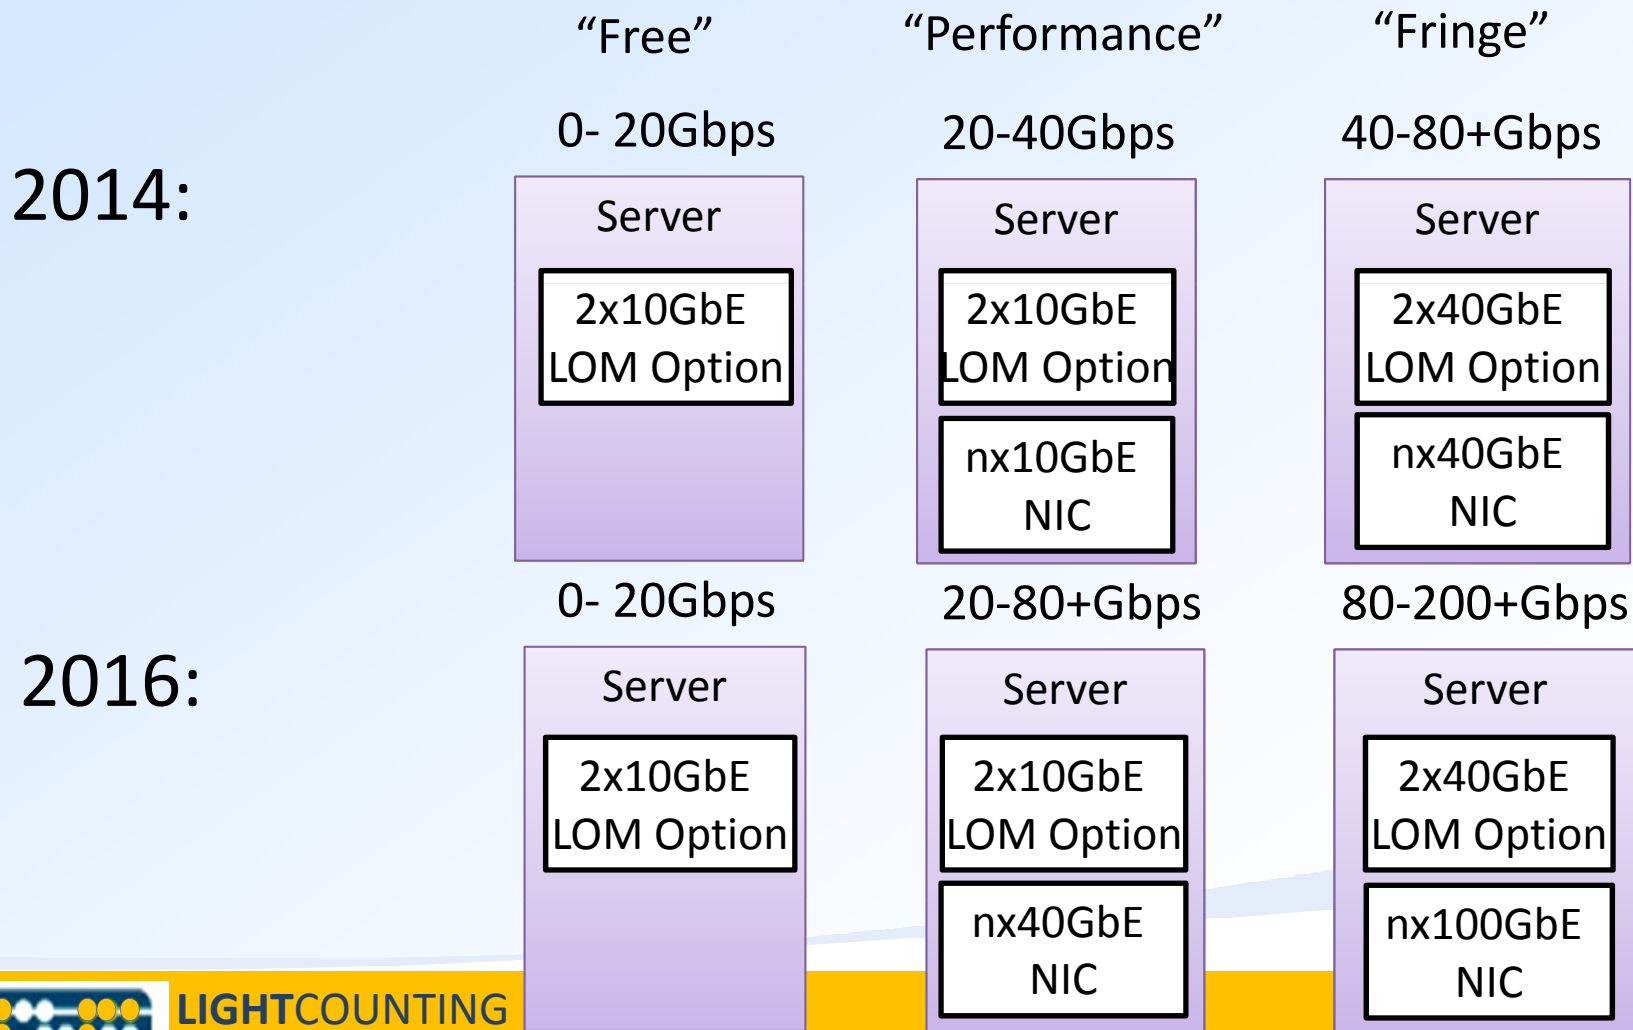 “Free”
“Performance”
“Fringe”
2014:
0- 20Gbps
20-40Gbps
40-80+Gbps
Server
2x10GbE
LOM Option
Server
2x10GbE
LOM Option
nx10GbE
NIC
Server
2x40GbE
LOM Option
nx40GbE
NIC
2016:
0- 20Gbps
20-80+Gbps
80-200+Gbps
Server
2x10GbE
LOM Option
Server
2x10GbE
LOM Option
nx40GbE
NIC
Server
2x40GbE
LOM Option
nx100GbE
NIC
LIGHTCOUNTING